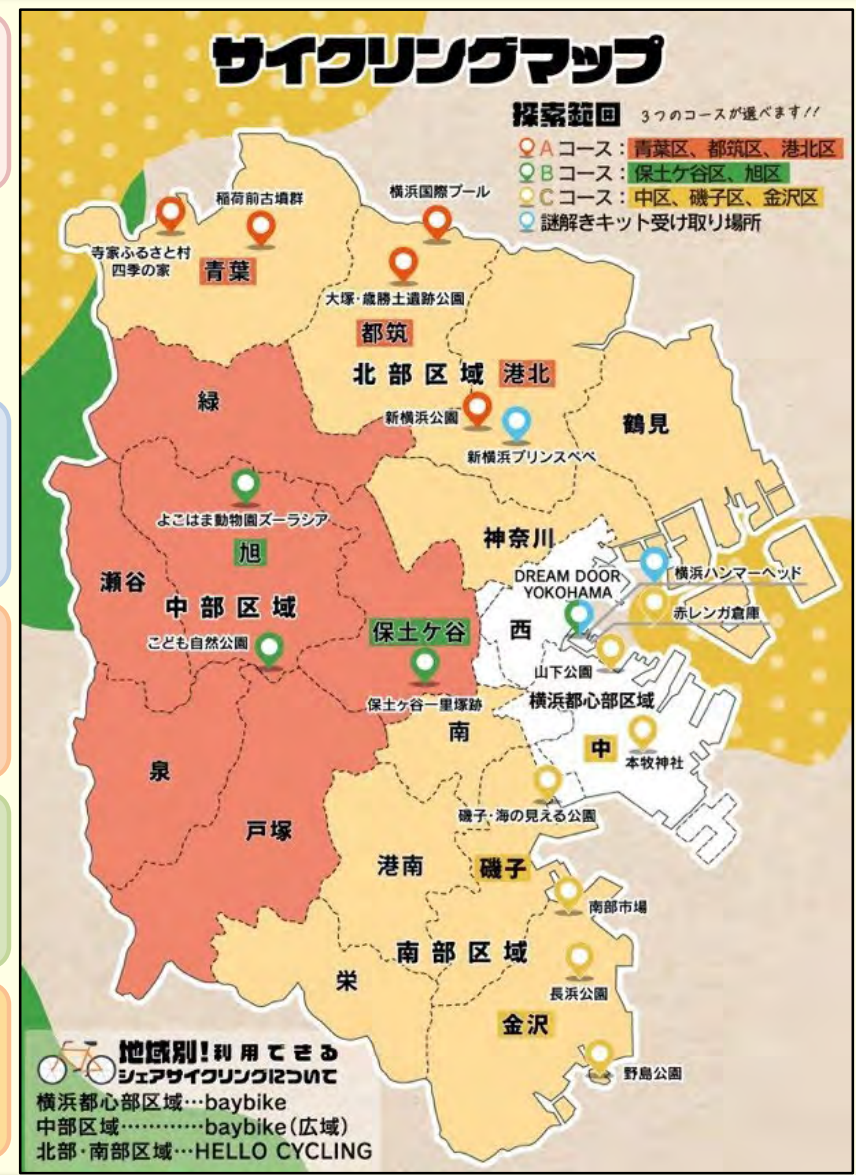 サイクリングマップ
探索範囲 3つのコースが選べます!!
Aコース：青葉区、都筑区、港北区
Bコース：保土ケ谷区、旭区
Cコース：中区、磯子区、金沢区
謎解きキット受け取り場所
横浜国際プール
稲荷前古墳群
寺家ふるさと村
四季の家
青葉
大塚・歳勝土遺跡公園
都筑
北部区域
港北
緑
新横浜公園
鶴見
新横浜プリンスぺぺ
よこはま動物園ズーラシア
神奈川
旭
瀬谷
中部区域
DREAM DOOR
YOKOHAMA
横浜ハンマーヘッド
赤レンガ倉庫
西
保土ケ谷
こども自然公園
山下公園
保土ヶ谷一里塚跡
横浜都心部区域
南
中
本牧神社
泉
磯子・海の見える公園
戸塚
港南
磯子
南部市場
南部区域
栄
長浜公園
金沢
野島公園
地域別!利用できる
シェアサイクリングについて
横浜都心部区域…baybike
中部区域…………baybike(広域)
北部・南部区域…HELLO CYCLING